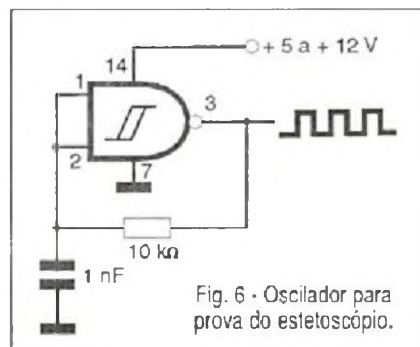 + 5 a + 12 V
14
1
3
2
7
10 kΩ
1 nF
Fig. 6 - Oscilador para
prova do estetoscópio.